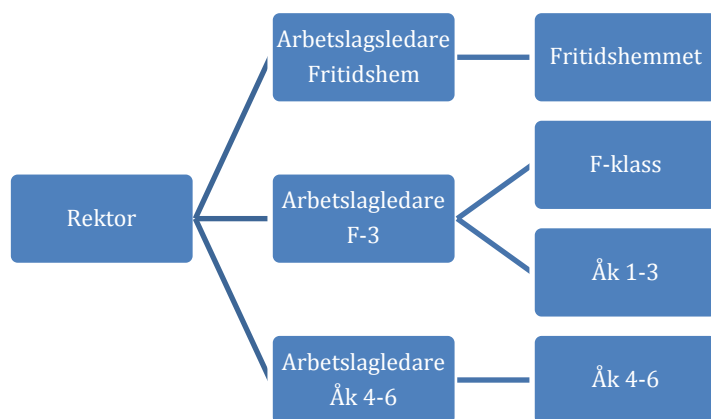 Arbetslagsledare
Fritidshem
Fritidshemmet
F-klass
Rektor
Arbetslagledare
F-3
Åk 1-3
Arbetslagledare
Åk 4-6
Åk 4-6